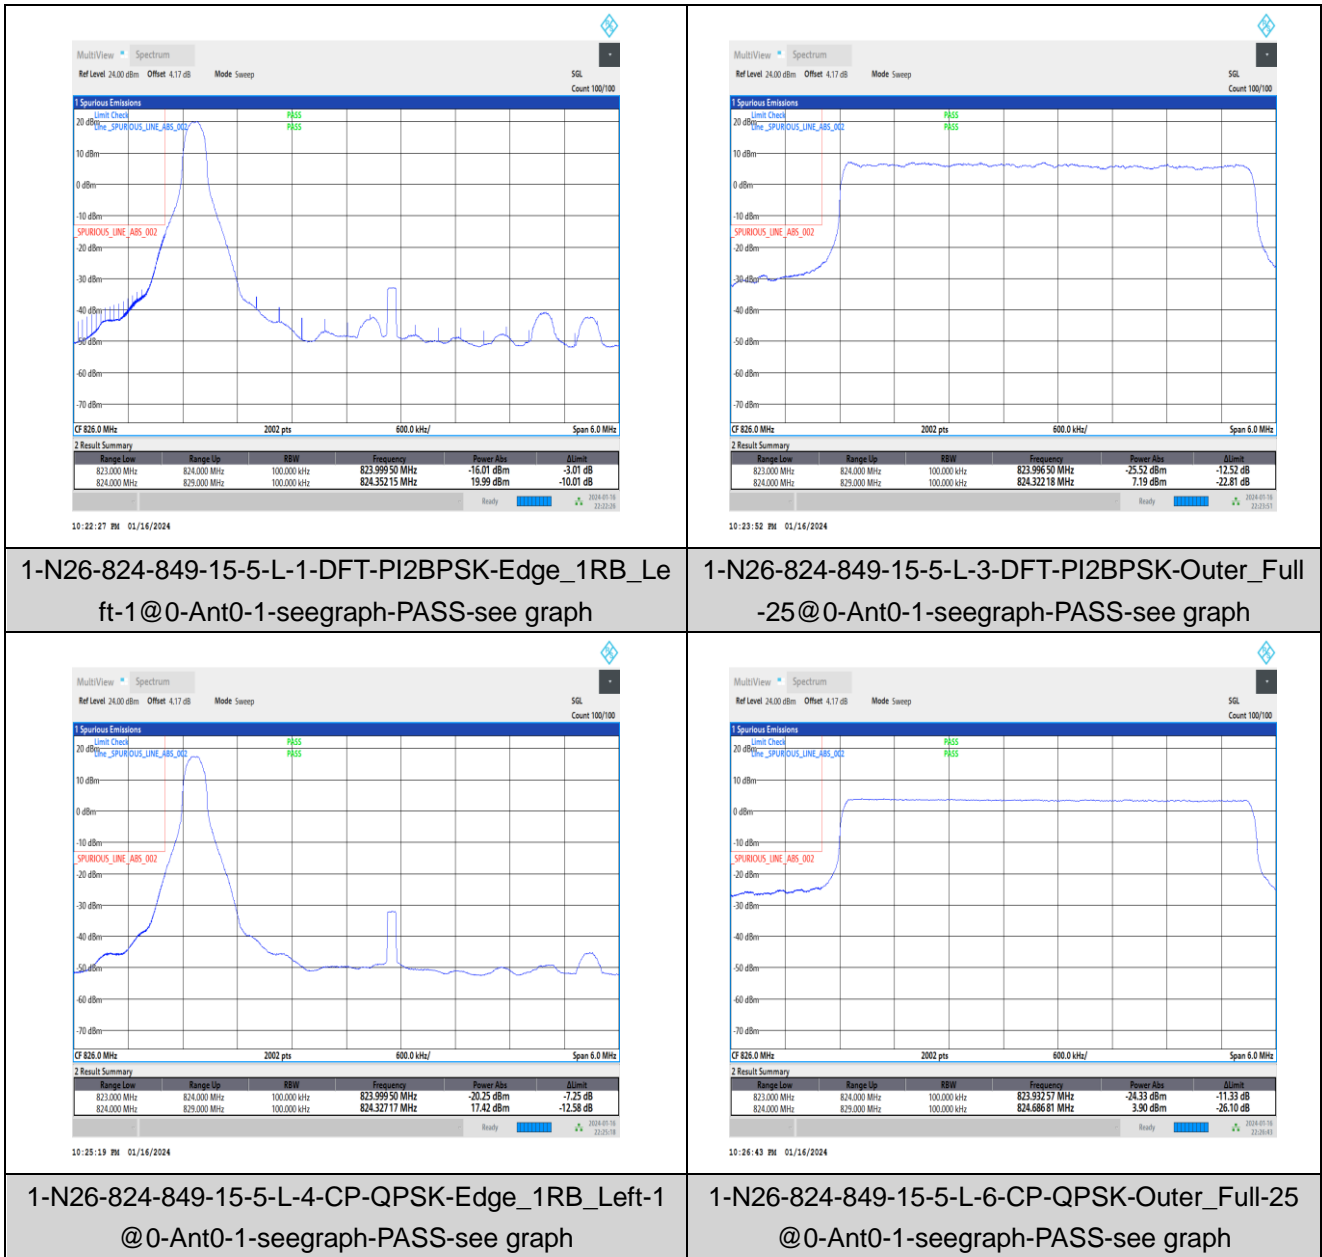 MultiView Spectrum
Ref Level 24.00 dBm Offset 4.17 dB Mode Sweep SGL
Count 100/100
1 Spurious Emissions
Limit Check PASS
Line _SPURIOUS_LINE_ABS_002 PASS
20 dBm
10 dBm
0 dBm
-10 dBm
SPURIOUS_LINE_ABS_002
-20 dBm
-30 dBm
-40 dBm
-50 dBm
-60 dBm
-70 dBm
CF 826.0 MHz 2002 pts 600.0 kHz/ Span 6.0 MHz
2 Result Summary
Range Low Range Up RBW Frequency Power Abs ΔLimit
823.000 MHz 824.000 MHz 100.000 kHz 823.999 50 MHz -16.01 dBm -3.01 dB
824.000 MHz 829.000 MHz 100.000 kHz 824.352 15 MHz 19.99 dBm -10.01 dB
Ready 2024-01-16
22:22:26
10:22:27 PM 01/16/2024
1-N26-824-849-15-5-L-1-DFT-PI2BPSK-Edge_1RB_Le
ft-1@0-Ant0-1-seegraph-PASS-see graph
MultiView Spectrum
Ref Level 24.00 dBm Offset 4.17 dB Mode Sweep SGL
Count 100/100
1 Spurious Emissions
Limit Check PASS
Line _SPURIOUS_LINE_ABS_002 PASS
20 dBm
10 dBm
0 dBm
-10 dBm
SPURIOUS_LINE_ABS_002
-20 dBm
-30 dBm
-40 dBm
-50 dBm
-60 dBm
-70 dBm
CF 826.0 MHz 2002 pts 600.0 kHz/ Span 6.0 MHz
2 Result Summary
Range Low Range Up RBW Frequency Power Abs ΔLimit
823.000 MHz 824.000 MHz 100.000 kHz 823.996 50 MHz -25.52 dBm -12.52 dB
824.000 MHz 829.000 MHz 100.000 kHz 824.322 18 MHz 7.19 dBm -22.81 dB
Ready 2024-01-16
22:23:51
10:23:52 PM 01/16/2024
1-N26-824-849-15-5-L-3-DFT-PI2BPSK-Outer_Full
-25@0-Ant0-1-seegraph-PASS-see graph
MultiView Spectrum
Ref Level 24.00 dBm Offset 4.17 dB Mode Sweep SGL
Count 100/100
1 Spurious Emissions
Limit Check PASS
Line _SPURIOUS_LINE_ABS_002 PASS
20 dBm
10 dBm
0 dBm
-10 dBm
SPURIOUS_LINE_ABS_002
-20 dBm
-30 dBm
-40 dBm
-50 dBm
-60 dBm
-70 dBm
CF 826.0 MHz 2002 pts 600.0 kHz/ Span 6.0 MHz
2 Result Summary
Range Low Range Up RBW Frequency Power Abs ΔLimit
823.000 MHz 824.000 MHz 100.000 kHz 823.999 50 MHz -20.25 dBm -7.25 dB
824.000 MHz 829.000 MHz 100.000 kHz 824.327 17 MHz 17.42 dBm -12.58 dB
Ready 2024-01-16
22:25:18
10:25:19 PM 01/16/2024
1-N26-824-849-15-5-L-4-CP-QPSK-Edge_1RB_Left-1
@0-Ant0-1-seegraph-PASS-see graph
MultiView Spectrum
Ref Level 24.00 dBm Offset 4.17 dB Mode Sweep SGL
Count 100/100
1 Spurious Emissions
Limit Check PASS
Line _SPURIOUS_LINE_ABS_002 PASS
20 dBm
10 dBm
0 dBm
-10 dBm
SPURIOUS_LINE_ABS_002
-20 dBm
-30 dBm
-40 dBm
-50 dBm
-60 dBm
-70 dBm
CF 826.0 MHz 2002 pts 600.0 kHz/ Span 6.0 MHz
2 Result Summary
Range Low Range Up RBW Frequency Power Abs ΔLimit
823.000 MHz 824.000 MHz 100.000 kHz 823.932 57 MHz -24.33 dBm -11.33 dB
824.000 MHz 829.000 MHz 100.000 kHz 824.686 81 MHz 3.90 dBm -26.10 dB
Ready 2024-01-16
22:26:43
10:26:43 PM 01/16/2024
1-N26-824-849-15-5-L-6-CP-QPSK-Outer_Full-25
@0-Ant0-1-seegraph-PASS-see graph